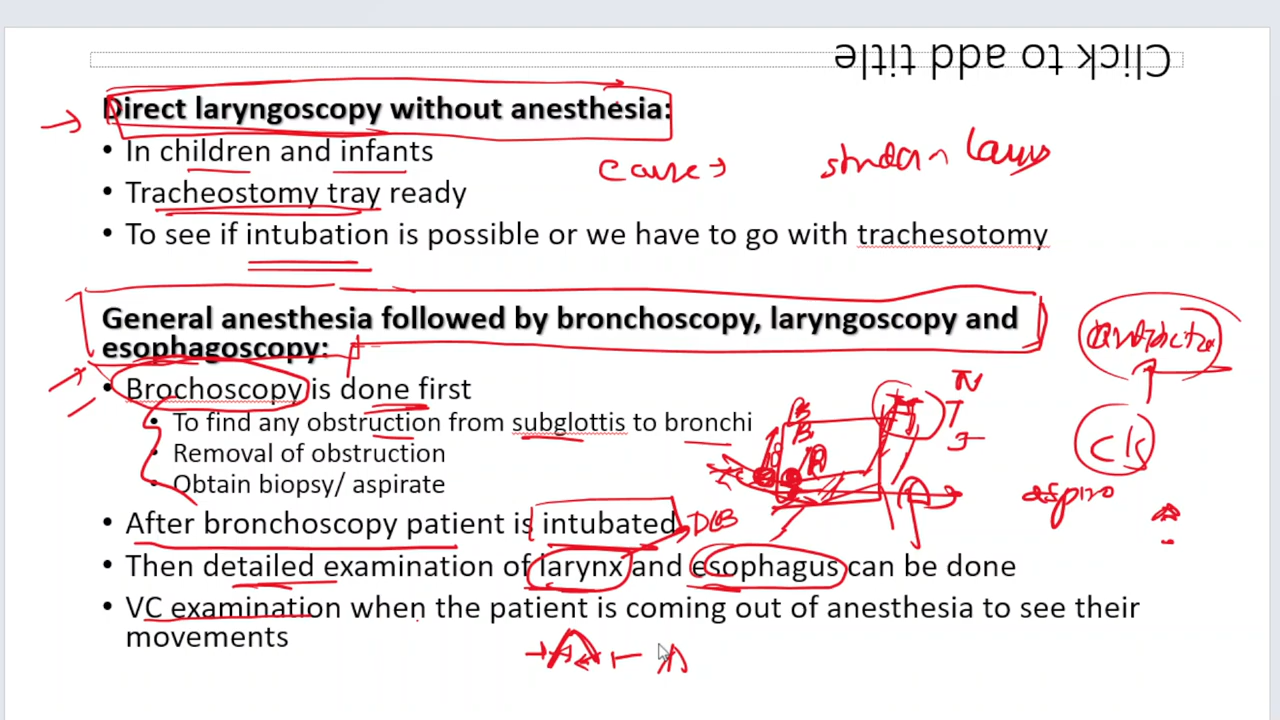 Click to add title
Direct laryngoscopy without anesthesia:
• In children and infants
• Tracheostomy tray ready
• To see if intubation is possible or we have to go with trachesotomy
General anesthesia followed by bronchoscopy, laryngoscopy and
esophagoscopy:
• Brochoscopy is done first
• To find any obstruction from subglottis to bronchi
• Removal of obstruction
• Obtain biopsy/ aspirate
• After bronchoscopy patient is intubated
• Then detailed examination of larynx and esophagus can be done
• VC examination when the patient is coming out of anesthesia to see their
movements